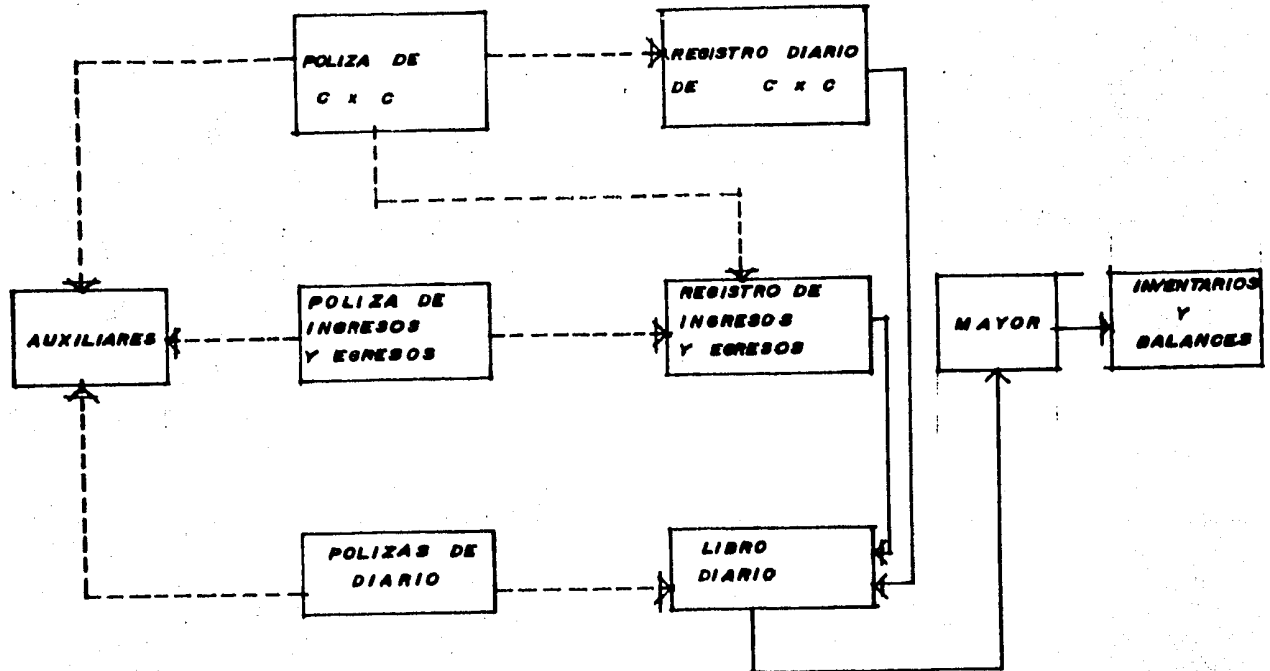 POLIZA DE
C x C
REGISTRO DIARIO
DE C x C
AUXILIARES
POLIZA DE
INGRESOS
Y EGRESOS
REGISTRO DE
INGRESOS
Y EGRESOS
MAYOR
INVENTARIOS
Y
BALANCES
POLIZAS DE
DIARIO
LIBRO
DIARIO